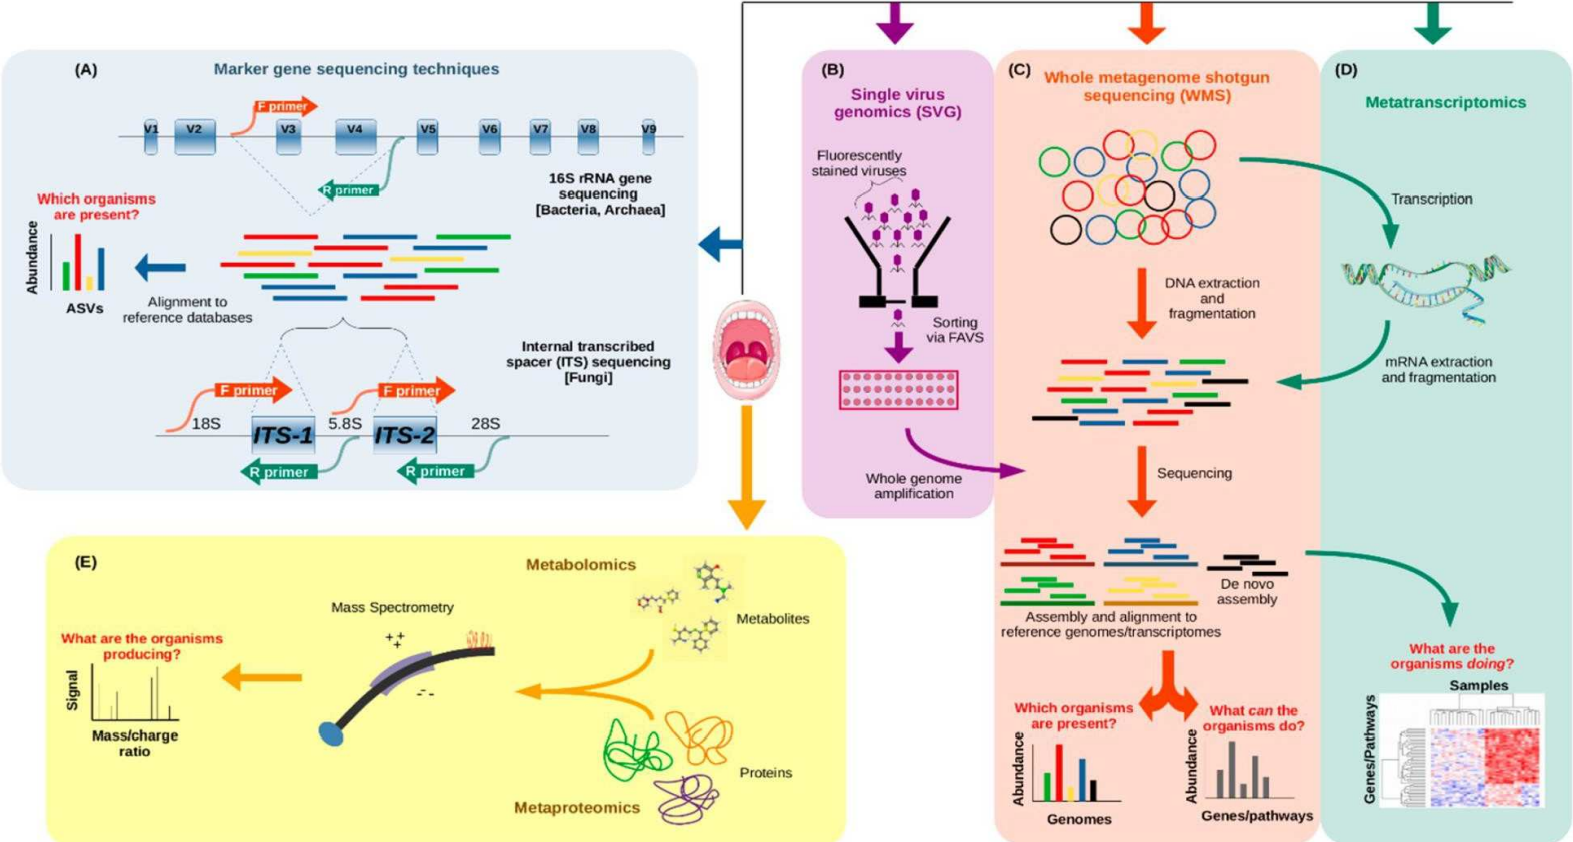 (A)
Marker gene sequencing techniques
F primer
V1
V2
V3
V4
V5
V6
V7
V8
V9
R primer
16S rRNA gene
sequencing
[Bacteria, Archaea]
Which organisms
are present?
Abundance
ASVs
Alignment to
reference databases
Internal transcribed
spacer (ITS) sequencing
[Fungi]
F primer
F primer
18S
ITS-1
5.8S
ITS-2
28S
R primer
R primer
(B)
Single virus
genomics (SVG)
Fluorescently
stained viruses
Sorting
via FAVS
Whole genome
amplification
(C)
Whole metagenome shotgun
sequencing (WMS)
DNA extraction
and
fragmentation
Sequencing
De novo
assembly
Assembly and alignment to
reference genomes/transcriptomes
Which organisms
are present?
Abundance
Genomes
What can the
organisms do?
Abundance
Genes/pathways
(D)
Metatranscriptomics
Transcription
mRNA extraction
and fragmentation
What are the
organisms doing?
Samples
Genes/Pathways
(E)
Metabolomics
Metabolites
Mass Spectrometry
++
+
- - -
What are the organisms
producing?
Signal
Mass/charge
ratio
Proteins
Metaproteomics